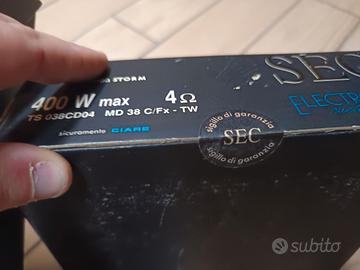 STORM
400 W max
4Ω
TS 038CD04 MD 38 C/Fx - TW
sicuramente CIARE
sigillo di garanzia
SEC
sigillo di garanzia
SEC
ELECTR
subito